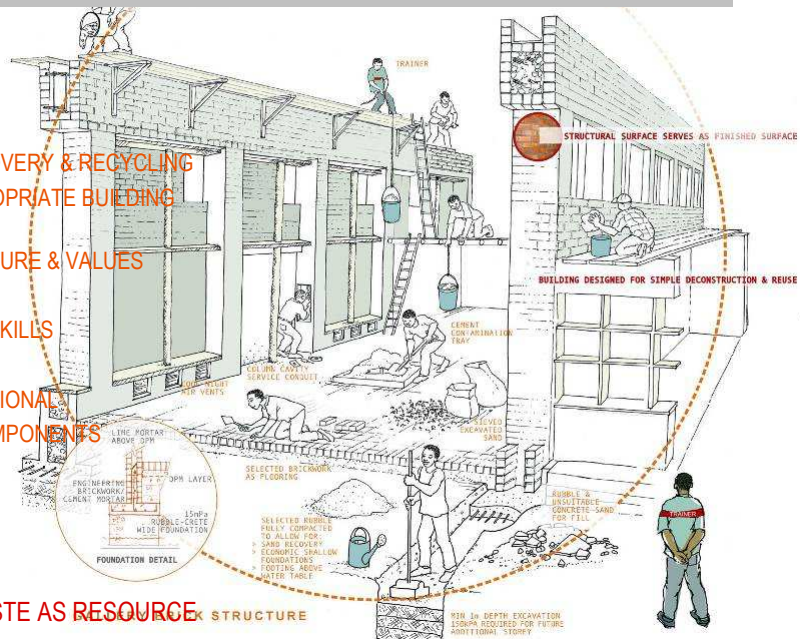 TRAINER
STRUCTURAL SURFACE SERVES AS FINISHED SURFACE
VERY & RECYCLING
OPRIATE BUILDING
URE & VALUES
BUILDING DESIGNED FOR SIMPLE DECONSTRUCTION & REUSE
KILLS
CEMENT
CONTAMINATION
TRAY
COLUMN CAVITY
SERVICE CONDUIT
NIGHT
AIR VENTS
IONAL
MPONENTS
SIEVED
EXCAVATED
SAND
LIME MORTAR
ABOVE DPM
ENGINEERING
BRICKWORK/
CEMENT MORTAR
DPM LAYER
15mPa
RUBBLE-CRETE
WIDE FOUNDATION
FOUNDATION DETAIL
SELECTED BRICKWORK
AS FLOORING
SELECTED RUBBLE
FULLY COMPACTED
TO ALLOW FOR:
> SAND RECOVERY
> ECONOMIC SHALLOW
FOUNDATIONS
> FOOTING ABOVE
WATER TABLE
RUBBLE &
UNSUITABLE
CONCRETE SAND
FOR FILL
TRAINER
STE AS RESOURCE
GALLERY BRICK STRUCTURE
MIN 1m DEPTH EXCAVATION
150kPA REQUIRED FOR FUTURE
ADDITIONAL STOREY